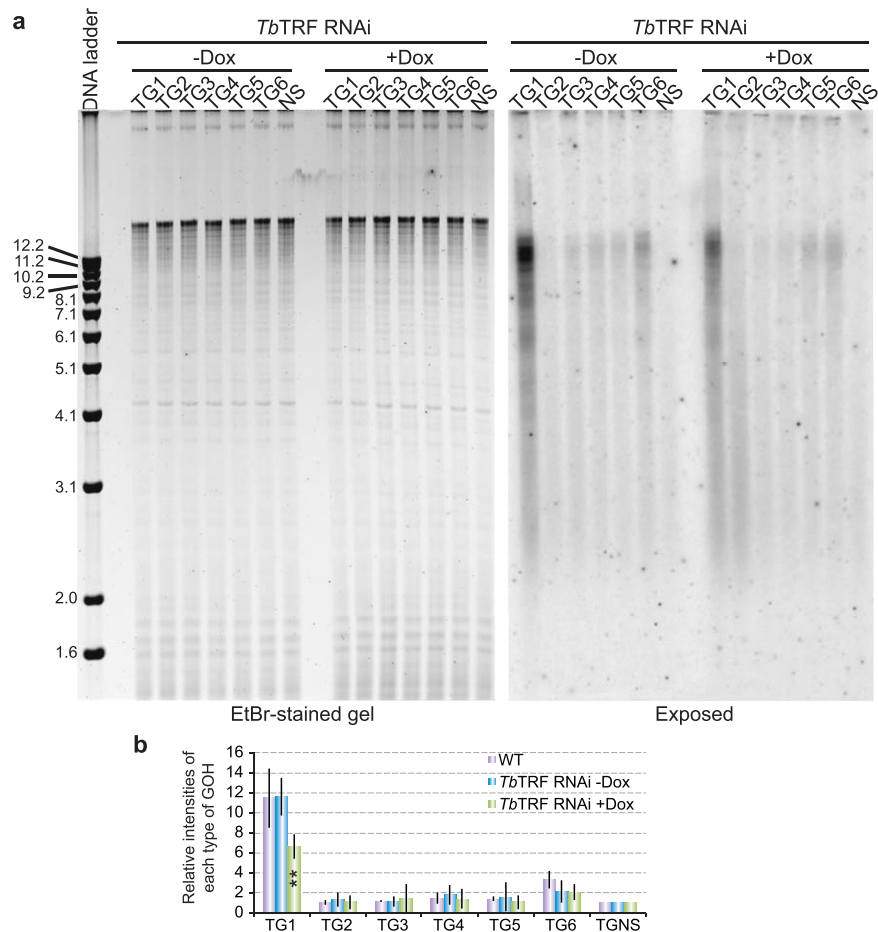 a
TbTRF RNAi
TbTRF RNAi
DNA ladder
-Dox
+Dox
-Dox
+Dox
TG1 TG2 TG3 TG4 TG5 TG6 NS
TG1 TG2 TG3 TG4 TG5 TG6 NS
TG1 TG2 TG3 TG4 TG5 TG6 NS
TG1 TG2 TG3 TG4 TG5 TG6 NS
12.2
11.2
10.2
9.2
8.1
7.1
6.1
5.1
4.1
3.1
2.0
1.6
EtBr-stained gel
Exposed
b
Relative intensities of
each type of GOH
16
14
12
10
8
6
4
2
0
WT
TbTRF RNAi -Dox
TbTRF RNAi +Dox
**
TG1 TG2 TG3 TG4 TG5 TG6 TGNS